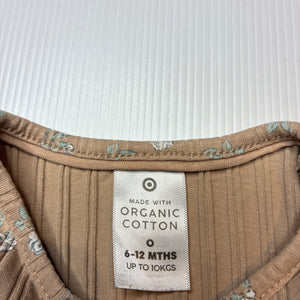 MADE WITH
ORGANIC
COTTON
0
6-12 MTHS
UP TO 10KGS